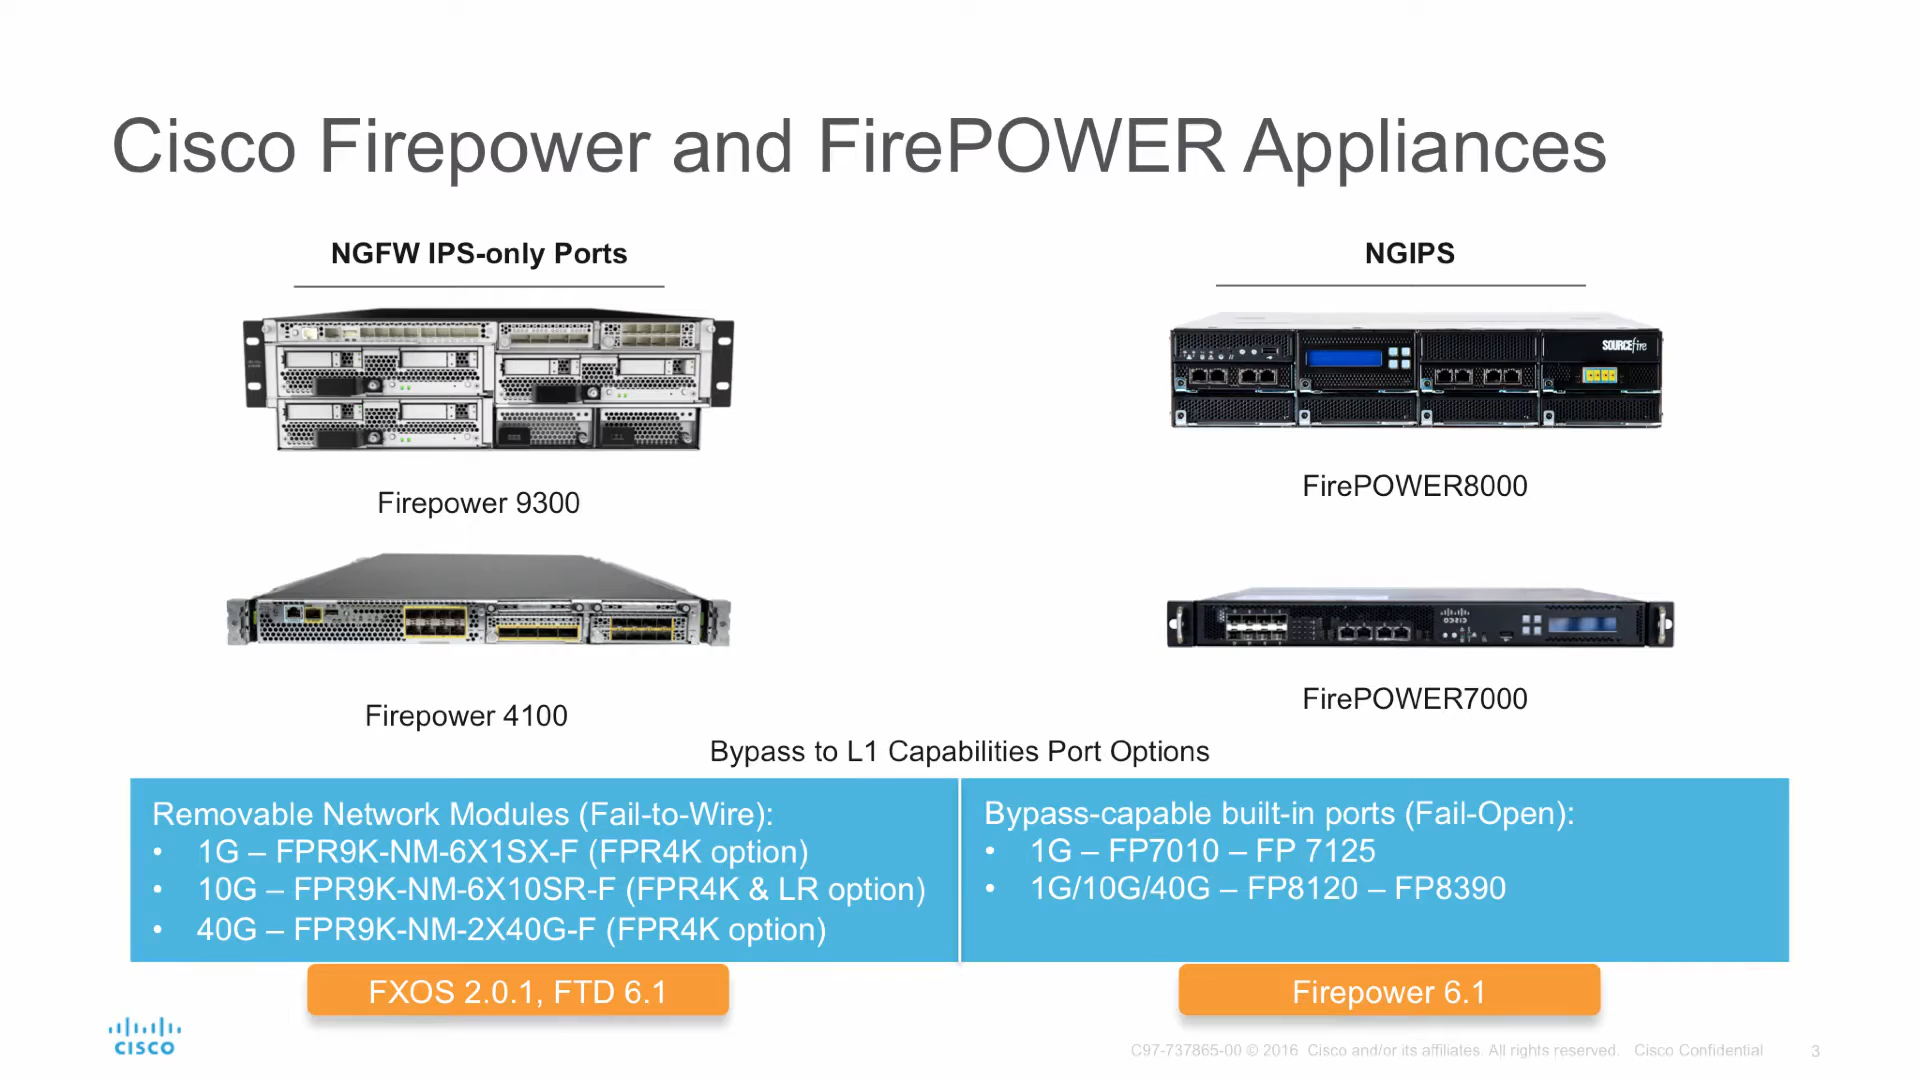 Cisco Firepower and FirePOWER Appliances
NGFW IPS-only Ports
NGIPS
SOURCEfire
Firepower 9300
FirePOWER8000
CISCO
Firepower 4100
FirePOWER7000
Bypass to L1 Capabilities Port Options
Removable Network Modules (Fail-to-Wire):
• 1G – FPR9K-NM-6X1SX-F (FPR4K option)
• 10G – FPR9K-NM-6X10SR-F (FPR4K & LR option)
• 40G – FPR9K-NM-2X40G-F (FPR4K option)
Bypass-capable built-in ports (Fail-Open):
• 1G – FP7010 – FP 7125
• 1G/10G/40G – FP8120 – FP8390
FXOS 2.0.1, FTD 6.1
Firepower 6.1
CISCO
C97-737865-00 © 2016 Cisco and/or its affiliates. All rights reserved. Cisco Confidential
3